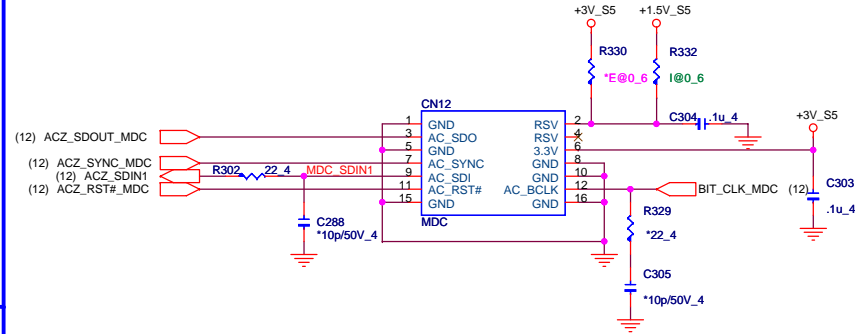 +3V_S5 +1.5V_S5
R330 R332
*E@0_6 I@0_6
CN12 C304 .1u_4 +3V_S5
1 GND RSV 2
(12) ACZ_SDOUT_MDC 3 AC_SDO RSV 4
5 GND 3.3V 6
(12) ACZ_SYNC_MDC 7 AC_SYNC GND 8
(12) ACZ_SDIN1 R302 22_4 MDC_SDIN1 9 AC_SDI GND 10
(12) ACZ_RST#_MDC 11 AC_RST# AC_BCLK 12 BIT_CLK_MDC (12) C303
15 GND GND 16
.1u_4
C288 MDC R329
*10p/50V_4 *22_4
C305
*10p/50V_4